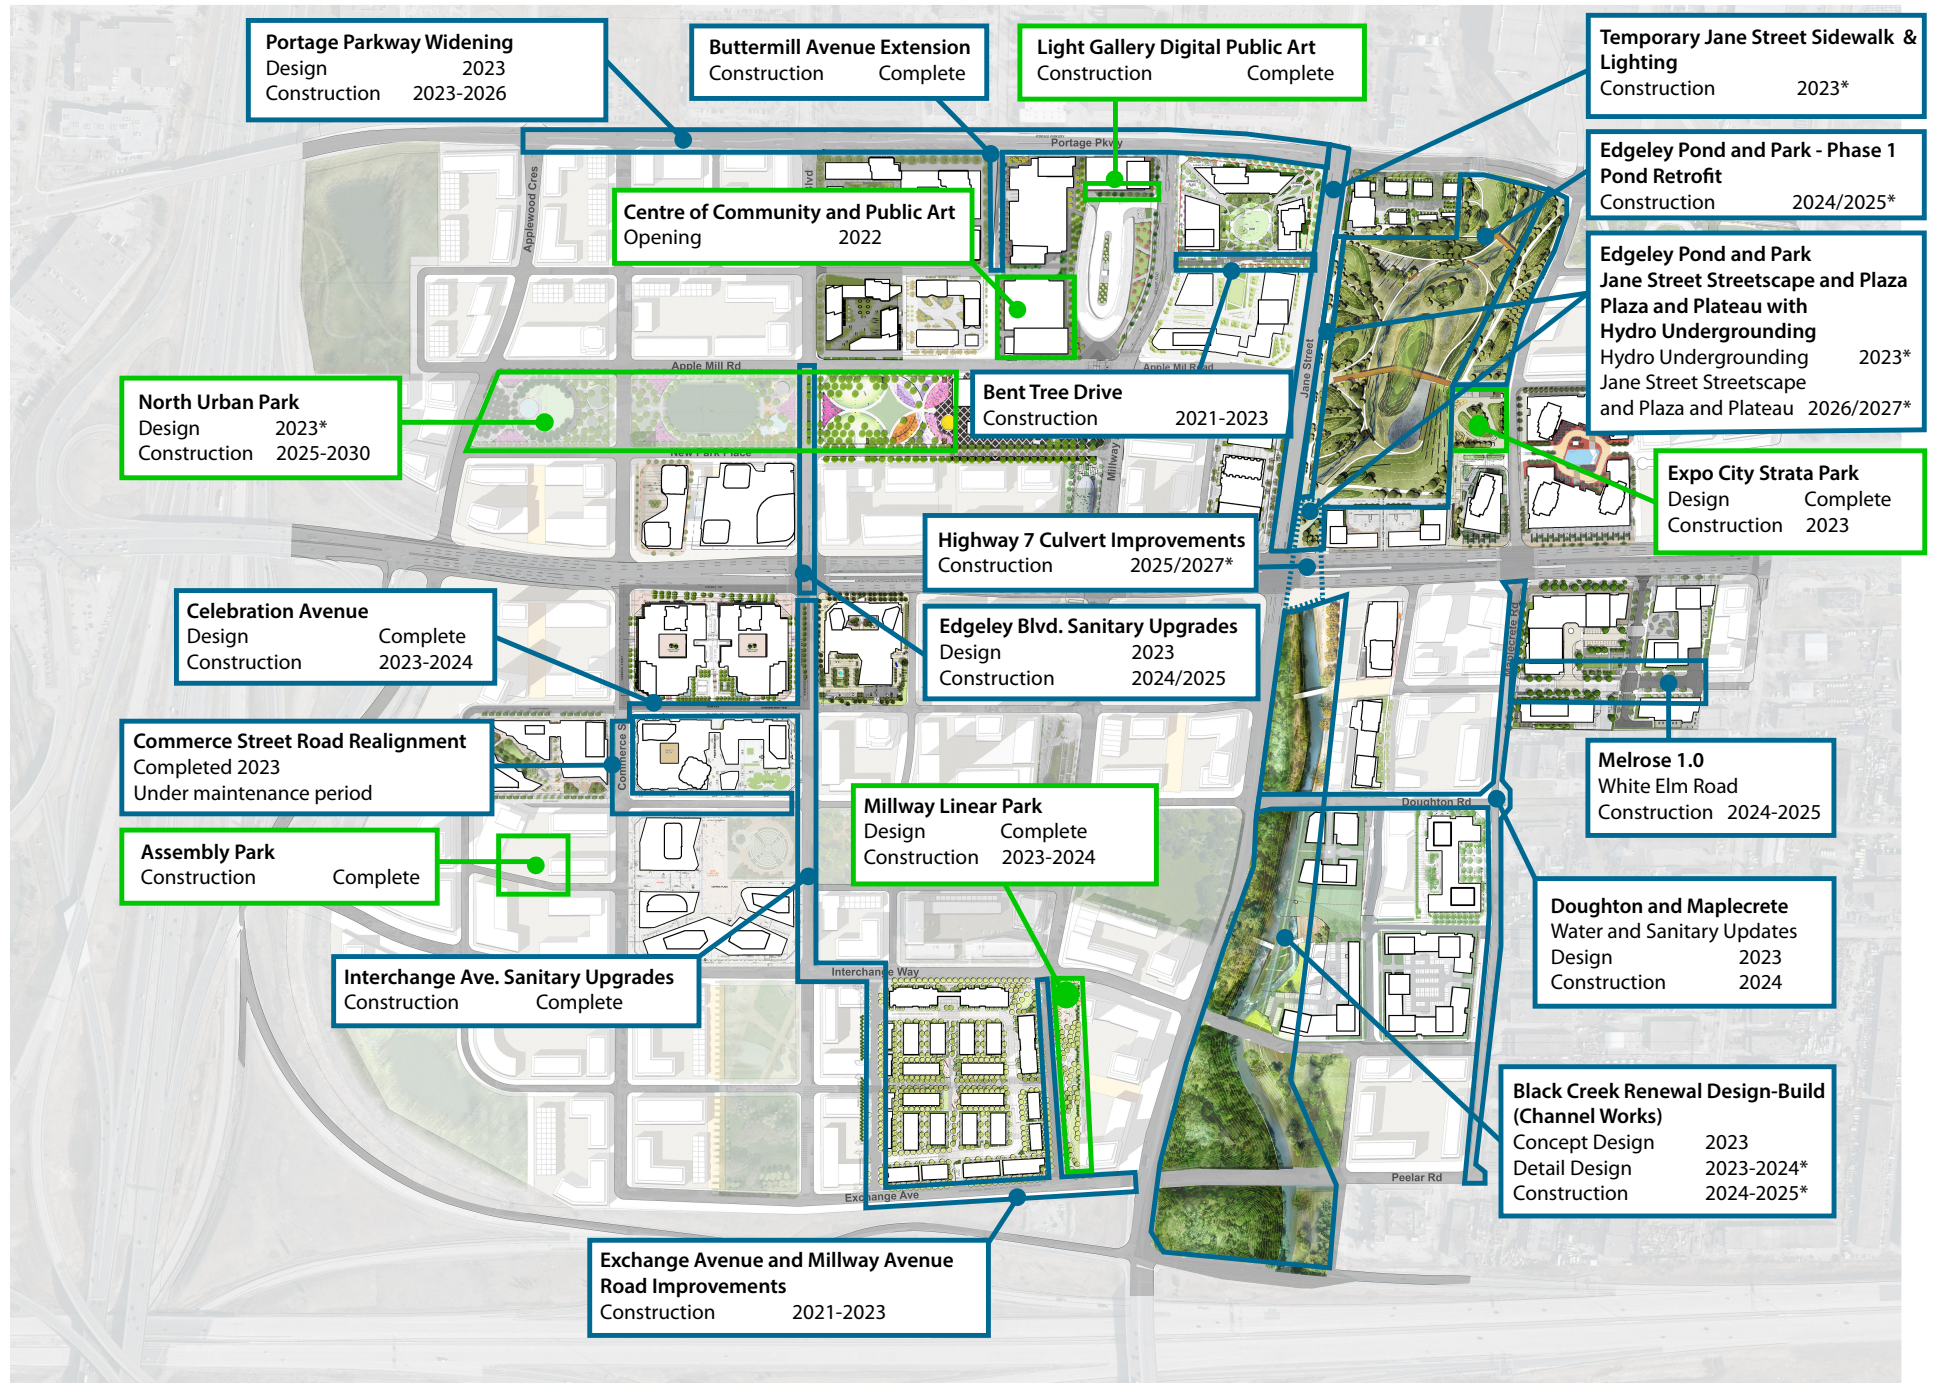 Portage Parkway Widening
Design 2023
Construction 2023-2026
Buttermill Avenue Extension
Construction Complete
Light Gallery Digital Public Art
Construction Complete
Temporary Jane Street Sidewalk &
Lighting
Construction 2023*
Edgeley Pond and Park - Phase 1
Pond Retrofit
Construction 2024/2025*
Portage Pkwy
Applewood Cres
Blvd
Centre of Community and Public Art
Opening 2022
Edgeley Pond and Park
Jane Street Streetscape and Plaza
Plaza and Plateau with
Hydro Undergrounding
Hydro Undergrounding 2023*
Jane Street Streetscape
and Plaza and Plateau 2026/2027*
Jane Street
Apple Mill Rd
Apple Mil Road
North Urban Park
Design 2023*
Construction 2025-2030
Bent Tree Drive
Construction 2021-2023
New Park Place
Millway
Expo City Strata Park
Design Complete
Construction 2023
Highway 7 Culvert Improvements
Construction 2025/2027*
Celebration Avenue
Design Complete
Construction 2023-2024
Edgeley Blvd. Sanitary Upgrades
Design 2023
Construction 2024/2025
Maplecrete Rd
Commerce Street Road Realignment
Completed 2023
Under maintenance period
Commerce S
Melrose 1.0
White Elm Road
Construction 2024-2025
Millway Linear Park
Design Complete
Construction 2023-2024
Doughton Rd
Assembly Park
Construction Complete
Doughton and Maplecrete
Water and Sanitary Updates
Design 2023
Construction 2024
Interchange Ave. Sanitary Upgrades
Construction Complete
Interchange Way
Black Creek Renewal Design-Build
(Channel Works)
Concept Design 2023
Detail Design 2023-2024*
Construction 2024-2025*
Peelar Rd
Exchange Ave
Exchange Avenue and Millway Avenue
Road Improvements
Construction 2021-2023